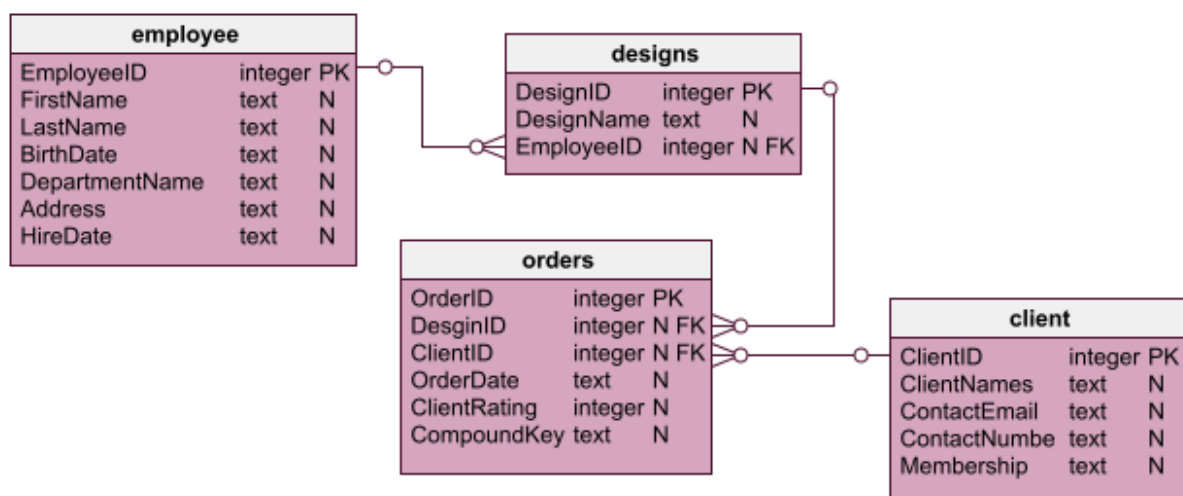 employee
EmployeeID integer PK
FirstName text N
LastName text N
BirthDate text N
DepartmentName text N
Address text N
HireDate text N
designs
DesignID integer PK
DesignName text N
EmployeeID integer N FK
orders
OrderID integer PK
DesginID integer N FK
ClientID integer N FK
OrderDate text N
ClientRating integer N
CompoundKey text N
client
ClientID integer PK
ClientNames text N
ContactEmail text N
ContactNumbe text N
Membership text N